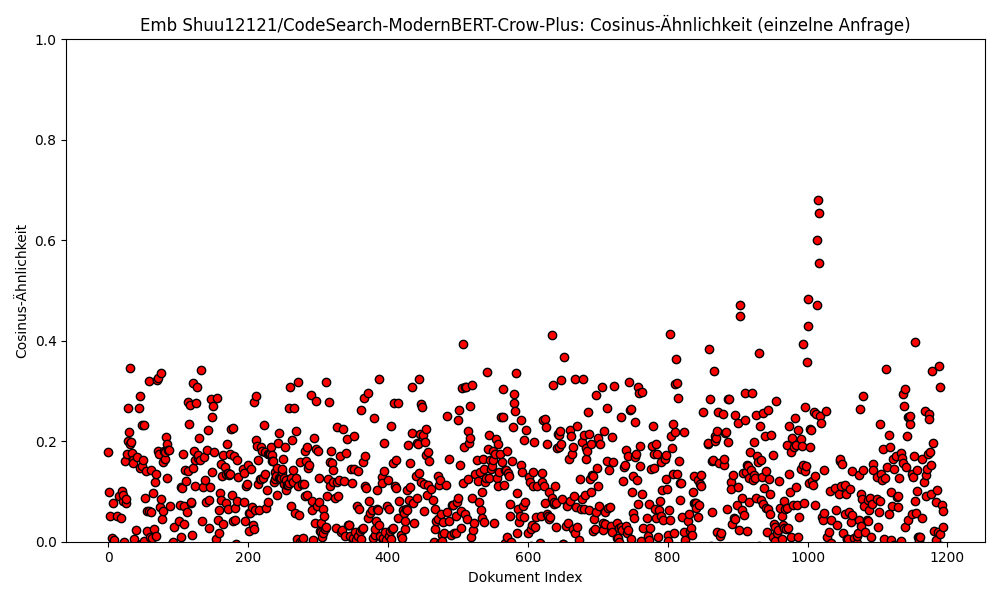 Emb Shuu12121/CodeSearch-ModernBERT-Crow-Plus: Cosinus-Ähnlichkeit (einzelne Anfrage)
1.0
0.8
0.6
0.4
0.2
0.0
Cosinus-Ähnlichkeit
0 200 400 600 800 1000 1200
Dokument Index